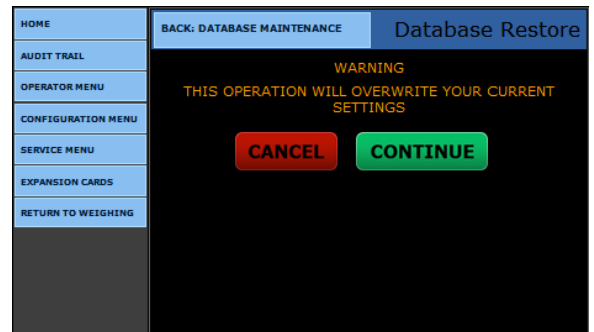 HOME
AUDIT TRAIL
OPERATOR MENU
CONFIGURATION MENU
SERVICE MENU
EXPANSION CARDS
RETURN TO WEIGHING
BACK: DATABASE MAINTENANCE
Database Restore
WARNING
THIS OPERATION WILL OVERWRITE YOUR CURRENT
SETTINGS
CANCEL
CONTINUE